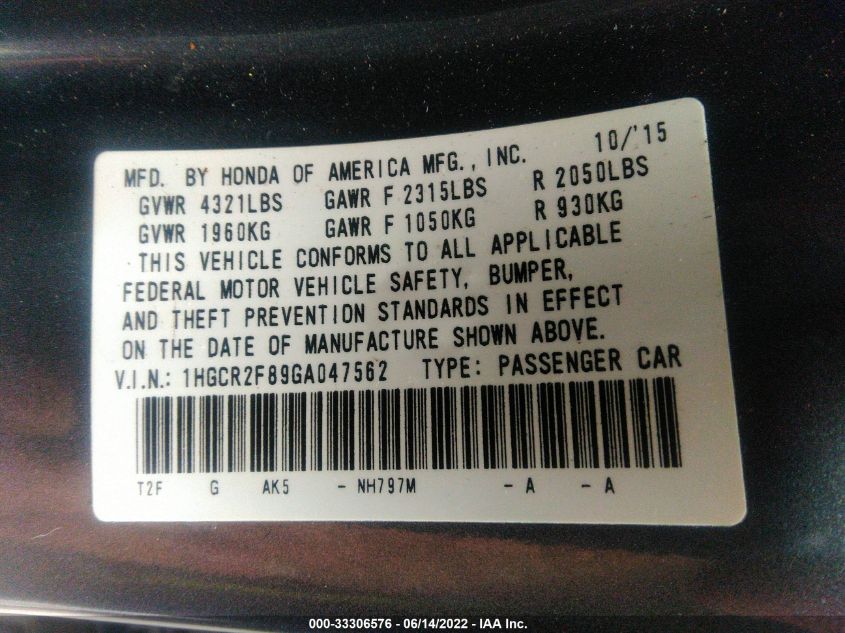 MFD. BY HONDA OF AMERICA MFG., INC. 10/'15
GVWR 4321LBS GAWR F 2315LBS R 2050LBS
GVWR 1960KG GAWR F 1050KG R 930KG
THIS VEHICLE CONFORMS TO ALL APPLICABLE
FEDERAL MOTOR VEHICLE SAFETY, BUMPER,
AND THEFT PREVENTION STANDARDS IN EFFECT
ON THE DATE OF MANUFACTURE SHOWN ABOVE.
V.I.N.: 1HGCR2F89GA047562 TYPE: PASSENGER CAR
T2F G AK5 - NH797M - A - A
000-33306576 - 06/14/2022 - IAA Inc.